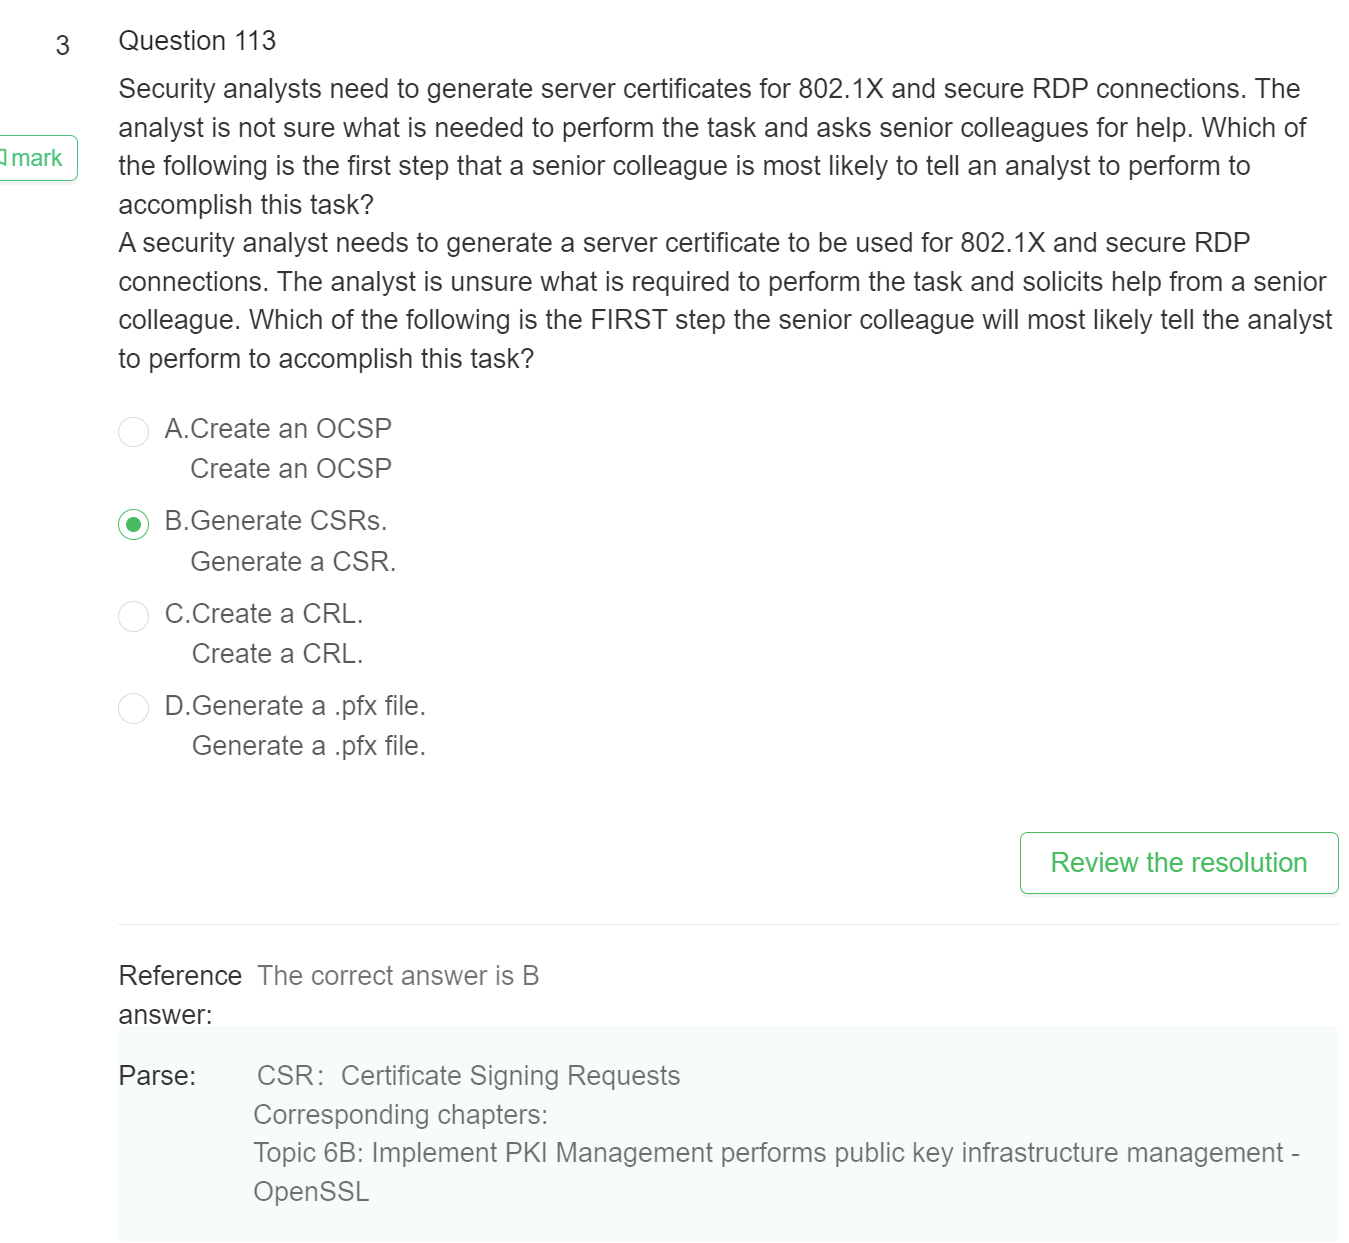 3 Question 113
Security analysts need to generate server certificates for 802.1X and secure RDP connections. The
analyst is not sure what is needed to perform the task and asks senior colleagues for help. Which of
mark
the following is the first step that a senior colleague is most likely to tell an analyst to perform to
accomplish this task?
A security analyst needs to generate a server certificate to be used for 802.1X and secure RDP
connections. The analyst is unsure what is required to perform the task and solicits help from a senior
colleague. Which of the following is the FIRST step the senior colleague will most likely tell the analyst
to perform to accomplish this task?
A.Create an OCSP
Create an OCSP
B.Generate CSRs.
Generate a CSR.
C.Create a CRL.
Create a CRL.
D.Generate a .pfx file.
Generate a .pfx file.
Review the resolution
Reference The correct answer is B
answer:
Parse: CSR：Certificate Signing Requests
Corresponding chapters:
Topic 6B: Implement PKI Management performs public key infrastructure management -
OpenSSL